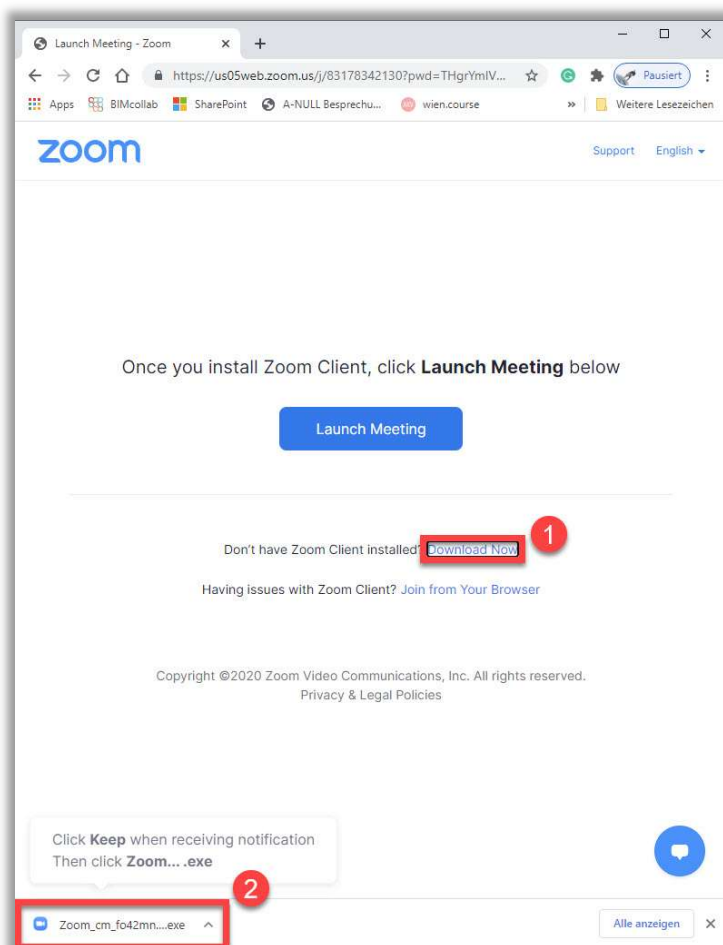 Launch Meeting - Zoom
https://us05web.zoom.us/j/83178342130?pwd=THgrYmlV...
Pausiert
Apps BIMcollab SharePoint A-NULL Besprechu... wien.course » Weitere Lesezeichen
zoom Support English
Once you install Zoom Client, click Launch Meeting below
Launch Meeting
1
Don't have Zoom Client installed? Download Now
Having issues with Zoom Client? Join from Your Browser
Copyright ©2020 Zoom Video Communications, Inc. All rights reserved.
Privacy & Legal Policies
Click Keep when receiving notification
Then click Zoom... .exe
2
Zoom_cm_fo42mn....exe Alle anzeigen